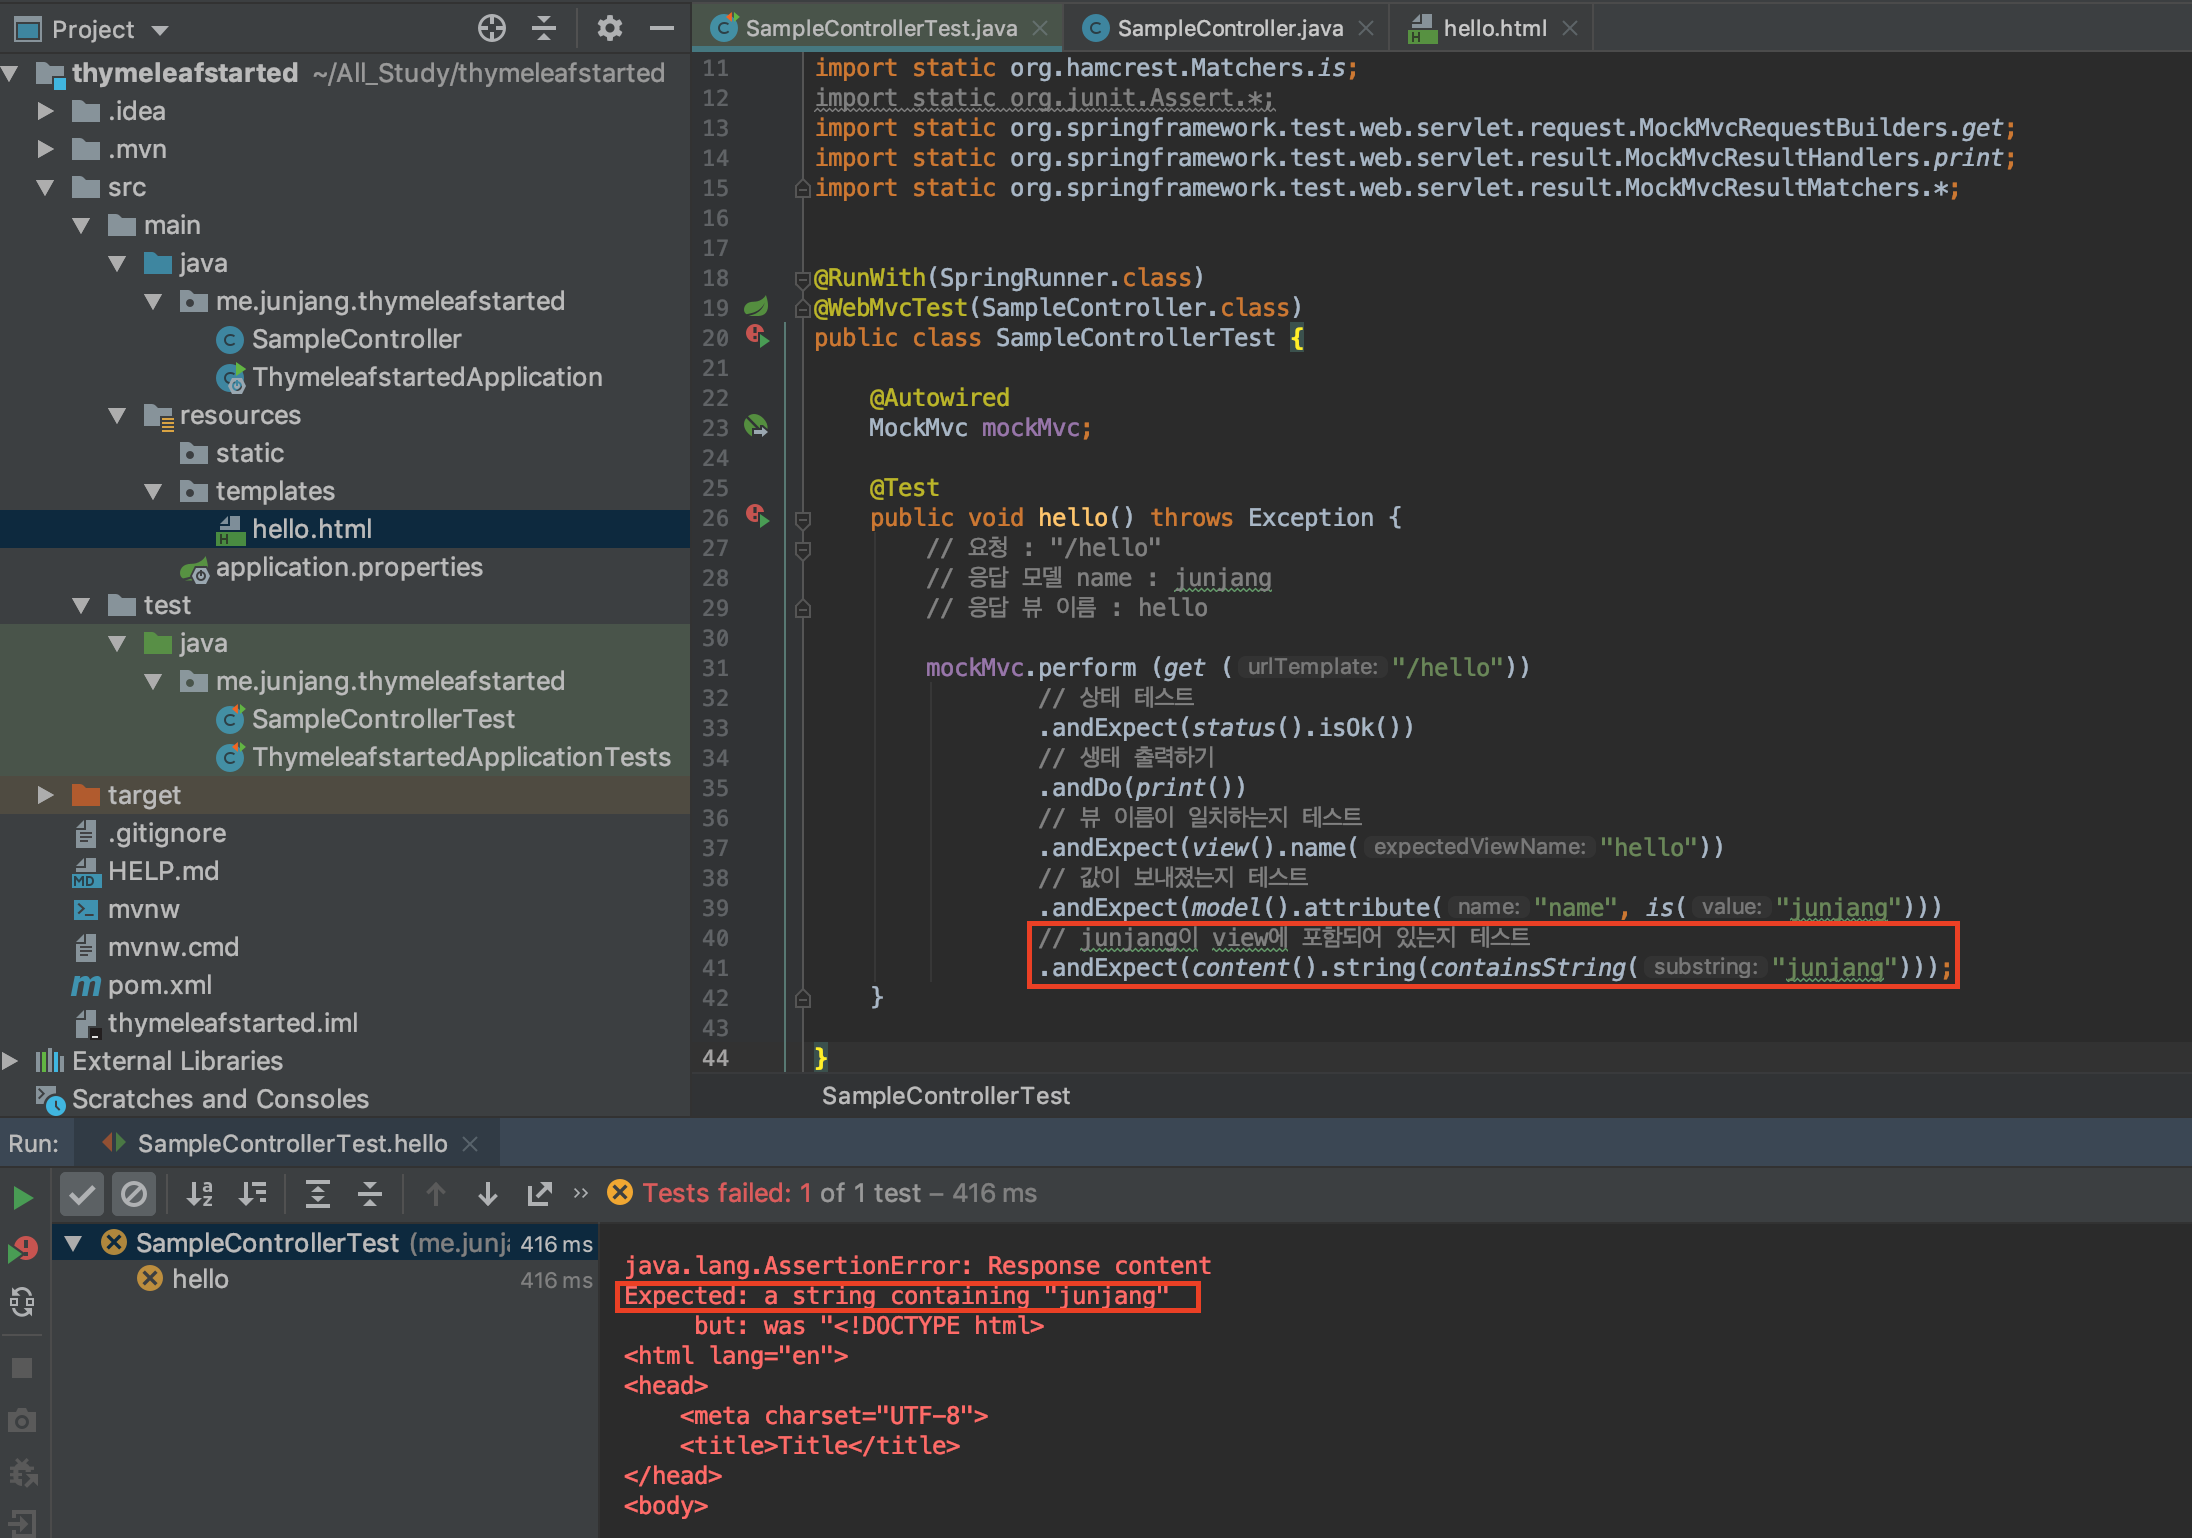 Project
thymeleafstarted ~/All_Study/thymeleafstarted
.idea
.mvn
src
main
java
me.junjang.thymeleafstarted
SampleController
ThymeleafstartedApplication
resources
static
templates
hello.html
application.properties
test
java
me.junjang.thymeleafstarted
SampleControllerTest
ThymeleafstartedApplicationTests
target
.gitignore
HELP.md
mvnw
mvnw.cmd
pom.xml
thymeleafstarted.iml
External Libraries
Scratches and Consoles
SampleControllerTest.java SampleController.java hello.html
11 import static org.hamcrest.Matchers.is;
12 import static org.junit.Assert.*;
13 import static org.springframework.test.web.servlet.request.MockMvcRequestBuilders.get;
14 import static org.springframework.test.web.servlet.result.MockMvcResultHandlers.print;
15 import static org.springframework.test.web.servlet.result.MockMvcResultMatchers.*;
16
17
18 @RunWith(SpringRunner.class)
19 @WebMvcTest(SampleController.class)
20 public class SampleControllerTest {
21
22 @Autowired
23 MockMvc mockMvc;
24
25 @Test
26 public void hello() throws Exception {
27 // 요청 : "/hello"
28 // 응답 모델 name : junjang
29 // 응답 뷰 이름 : hello
30
31 mockMvc.perform (get ( urlTemplate: "/hello"))
32 // 상태 테스트
33 .andExpect(status().isOk())
34 // 생태 출력하기
35 .andDo(print())
36 // 뷰 이름이 일치하는지 테스트
37 .andExpect(view().name( expectedViewName: "hello"))
38 // 값이 보내졌는지 테스트
39 .andExpect(model().attribute( name: "name", is( value: "junjang")))
40 // junjang이 view에 포함되어 있는지 테스트
41 .andExpect(content().string(containsString( substring: "junjang")));
42 }
43
44 }
SampleControllerTest
Run: SampleControllerTest.hello
Tests failed: 1 of 1 test – 416 ms
SampleControllerTest (me.junj 416 ms
hello 416 ms
java.lang.AssertionError: Response content
Expected: a string containing "junjang"
but: was "<!DOCTYPE html>
<html lang="en">
<head>
<meta charset="UTF-8">
<title>Title</title>
</head>
<body>